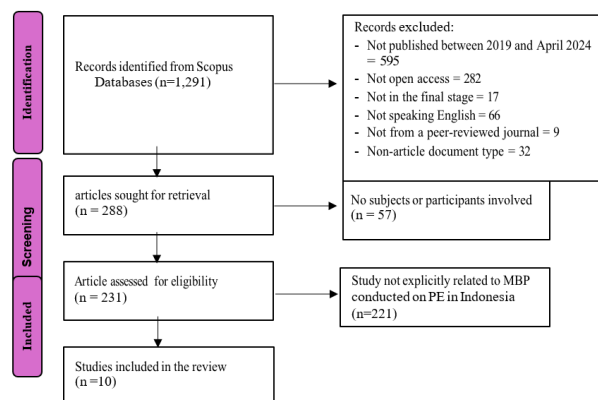 Identification
Records identified from Scopus
Databases (n=1,291)
Records excluded:
- Not published between 2019 and April 2024
= 595
- Not open access = 282
- Not in the final stage = 17
- Not speaking English = 66
- Not from a peer-reviewed journal = 9
- Non-article document type = 32
Screening
articles sought for retrieval
(n = 288)
No subjects or participants involved
(n = 57)
Article assessed for eligibility
(n = 231)
Study not explicitly related to MBP
conducted on PE in Indonesia
(n=221)
Included
Studies included in the review
(n =10)